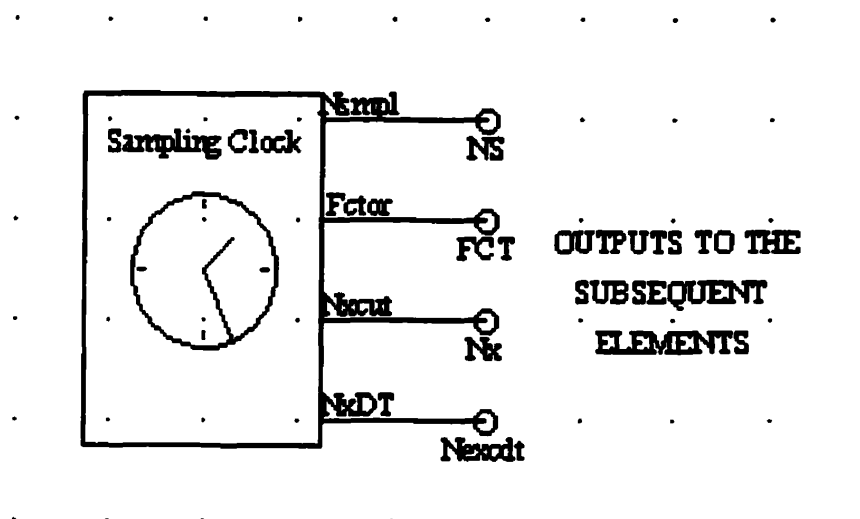 Nsmpl
Sampling Clock
NS
Fctor
FCT
OUTPUTS TO THE
SUBSEQUENT
ELEMENTS
Nxcut
Nx
NxDT
Nexcdt